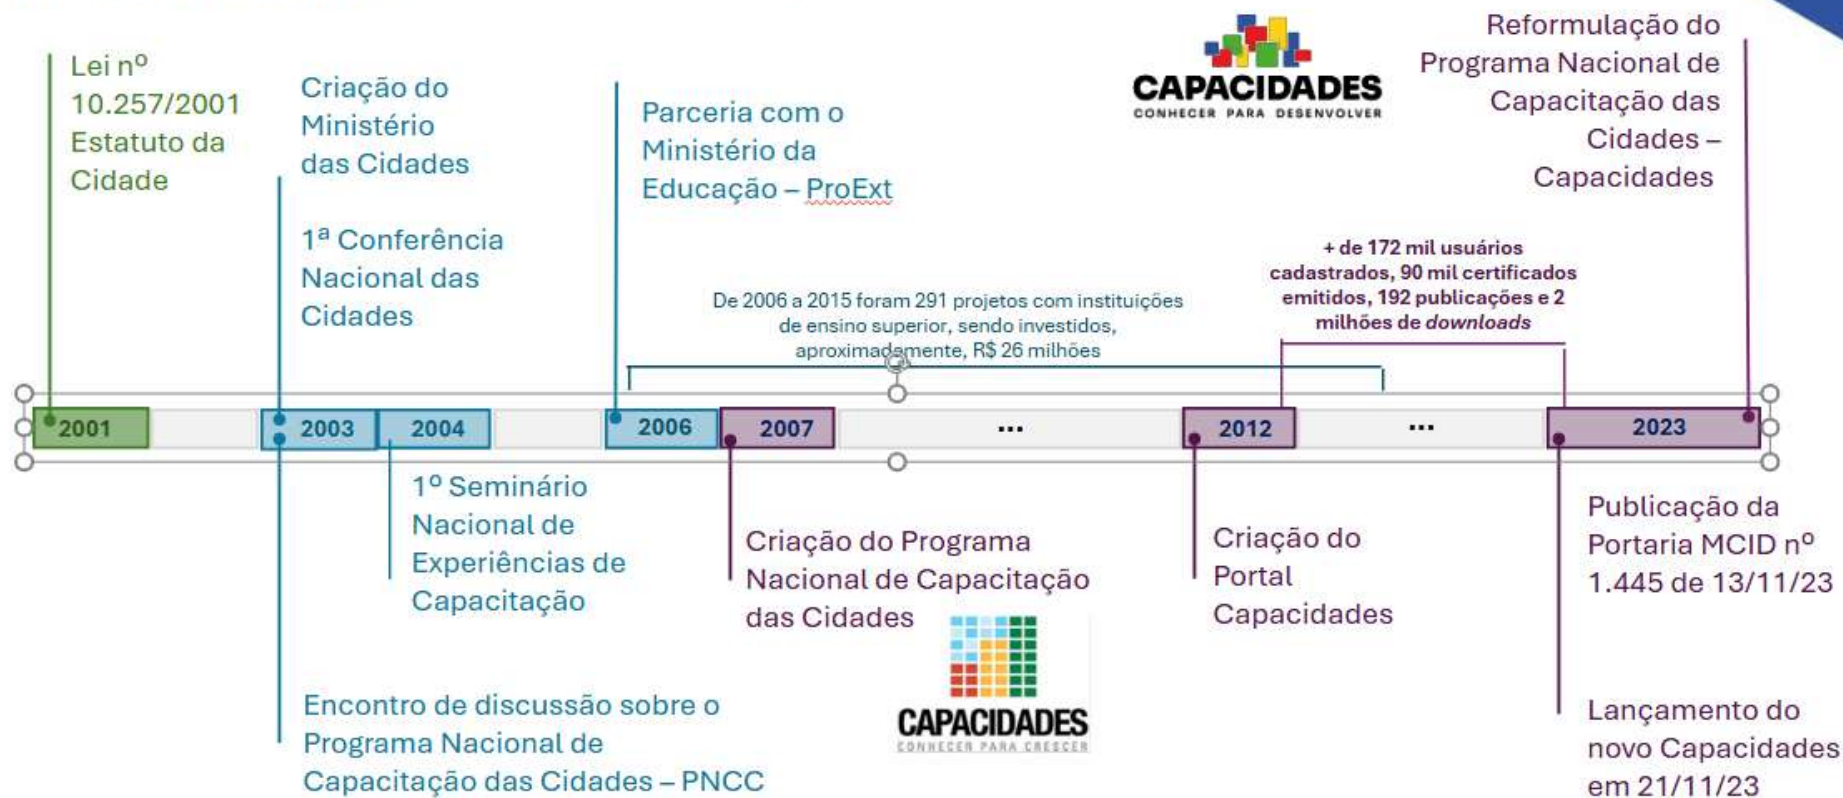 Lei nº
10.257/2001
Estatuto da
Cidade
Criação do
Ministério
das Cidades
1ª Conferência
Nacional das
Cidades
Parceria com o
Ministério da
Educação – ProExt
CAPACIDADES
CONHECER PARA DESENVOLVER
Reformulação do
Programa Nacional de
Capacitação das
Cidades –
Capacidades
De 2006 a 2015 foram 291 projetos com instituições
de ensino superior, sendo investidos,
aproximadamente, R$ 26 milhões
+ de 172 mil usuários
cadastrados, 90 mil certificados
emitidos, 192 publicações e 2
milhões de downloads
2001
2003
2004
2006
2007
...
2012
...
2023
1º Seminário
Nacional de
Experiências de
Capacitação
Encontro de discussão sobre o
Programa Nacional de
Capacitação das Cidades – PNCC
Criação do Programa
Nacional de Capacitação
das Cidades
CAPACIDADES
CONHECER PARA CRESCER
Criação do
Portal
Capacidades
Publicação da
Portaria MCID nº
1.445 de 13/11/23
Lançamento do
novo Capacidades
em 21/11/23